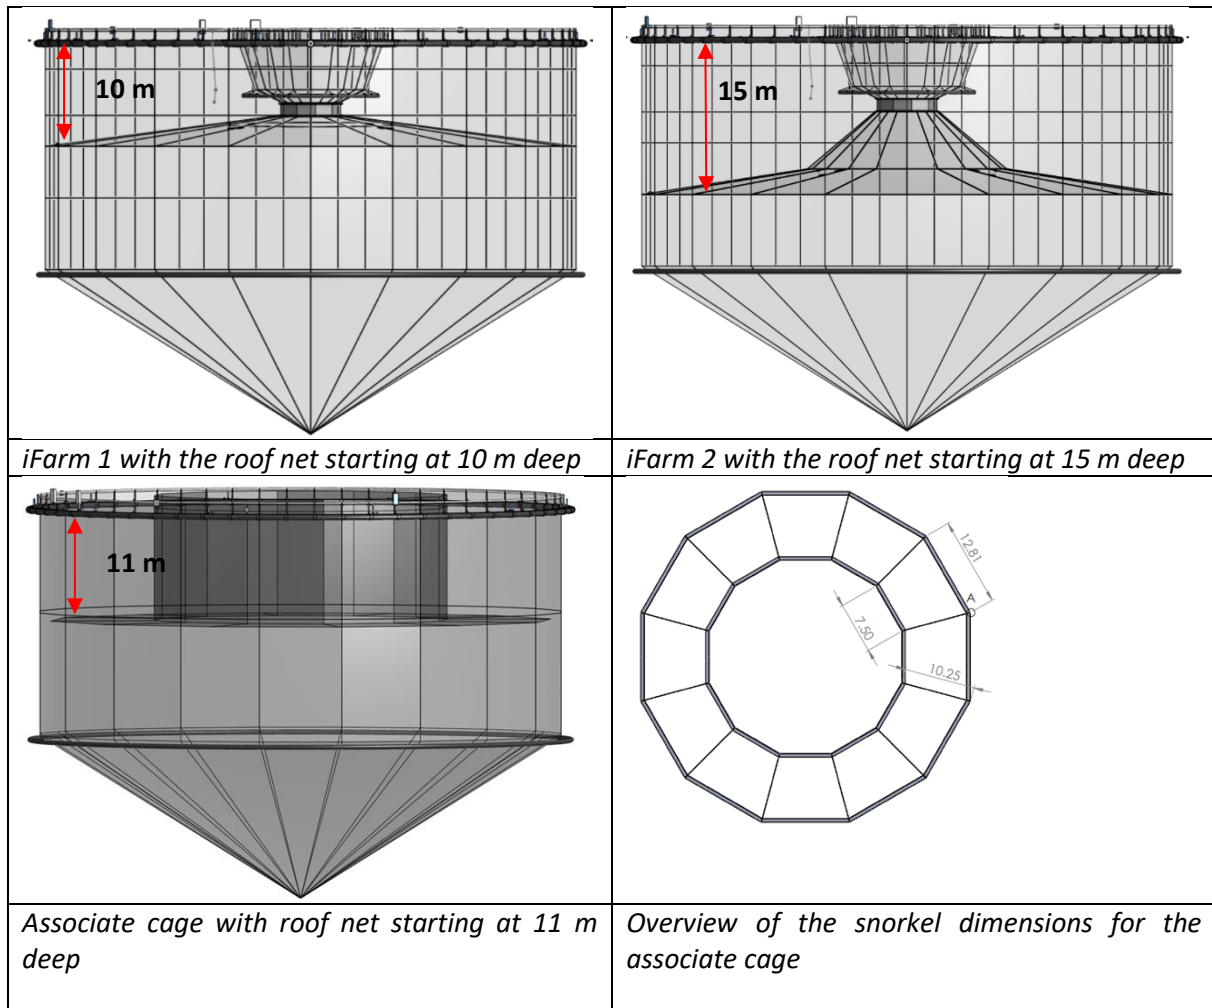 10 m
15 m
iFarm 1 with the roof net starting at 10 m deep
iFarm 2 with the roof net starting at 15 m deep
11 m
12.81
A
7.50
10.25
Associate cage with roof net starting at 11 m
deep
Overview of the snorkel dimensions for the
associate cage